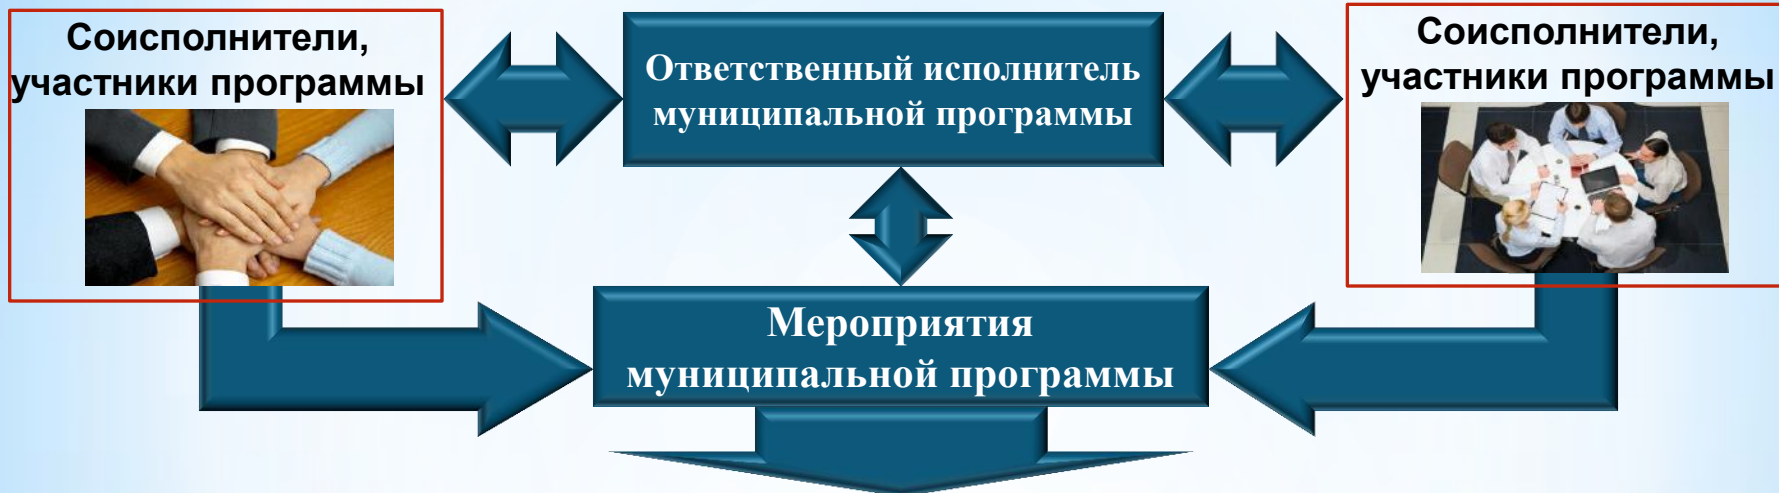 Соисполнители,
участники программы
Ответственный исполнитель
муниципальной программы
Соисполнители,
участники программы
Мероприятия
муниципальной программы